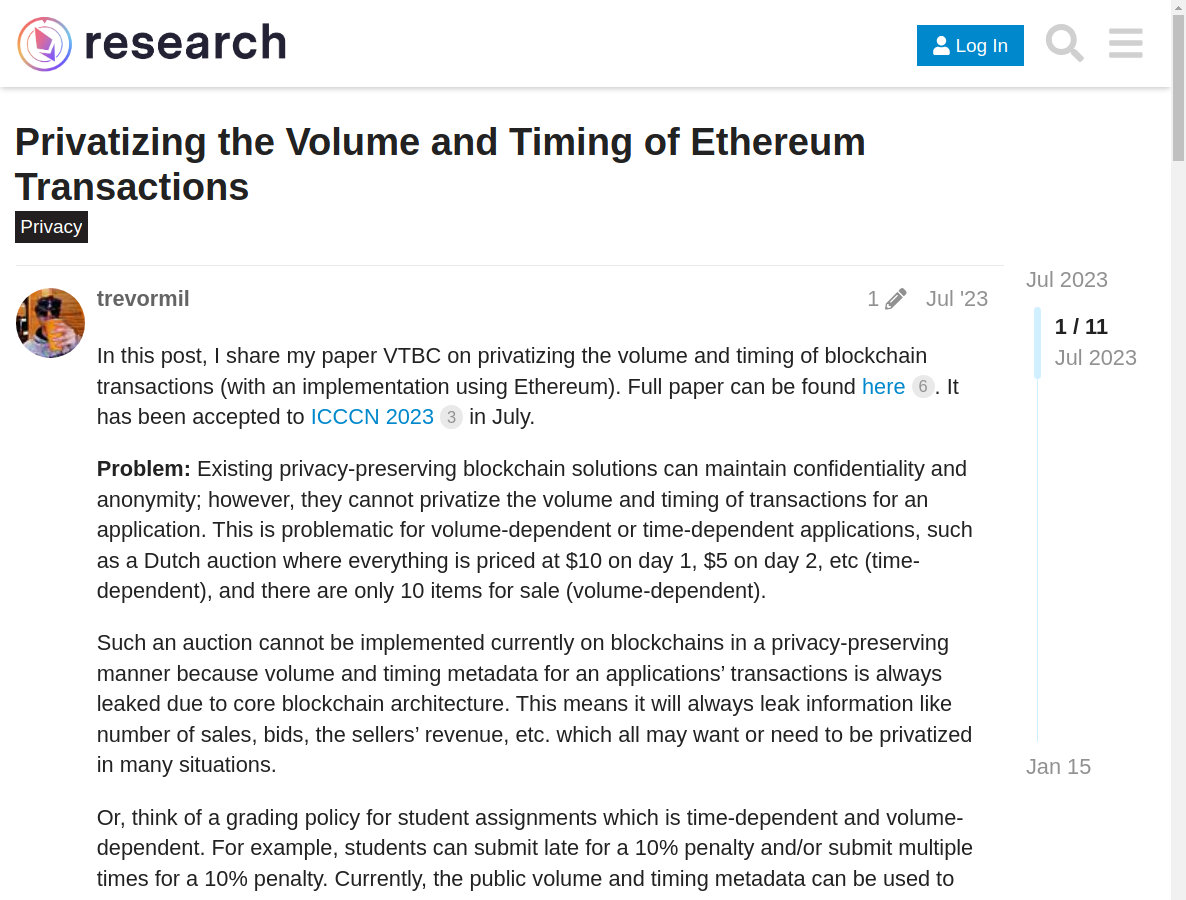 research
Log In
Privatizing the Volume and Timing of Ethereum
Transactions
Privacy
trevormil
1
Jul '23
Jul 2023
1 / 11
Jul 2023
In this post, I share my paper VTBC on privatizing the volume and timing of blockchain
transactions (with an implementation using Ethereum). Full paper can be found here 6. It
has been accepted to ICCCN 2023 3 in July.
Problem: Existing privacy-preserving blockchain solutions can maintain confidentiality and
anonymity; however, they cannot privatize the volume and timing of transactions for an
application. This is problematic for volume-dependent or time-dependent applications, such
as a Dutch auction where everything is priced at $10 on day 1, $5 on day 2, etc (time-
dependent), and there are only 10 items for sale (volume-dependent).
Such an auction cannot be implemented currently on blockchains in a privacy-preserving
manner because volume and timing metadata for an applications’ transactions is always
leaked due to core blockchain architecture. This means it will always leak information like
number of sales, bids, the sellers’ revenue, etc. which all may want or need to be privatized
in many situations.
Jan 15
Or, think of a grading policy for student assignments which is time-dependent and volume-
dependent. For example, students can submit late for a 10% penalty and/or submit multiple
times for a 10% penalty. Currently, the public volume and timing metadata can be used to